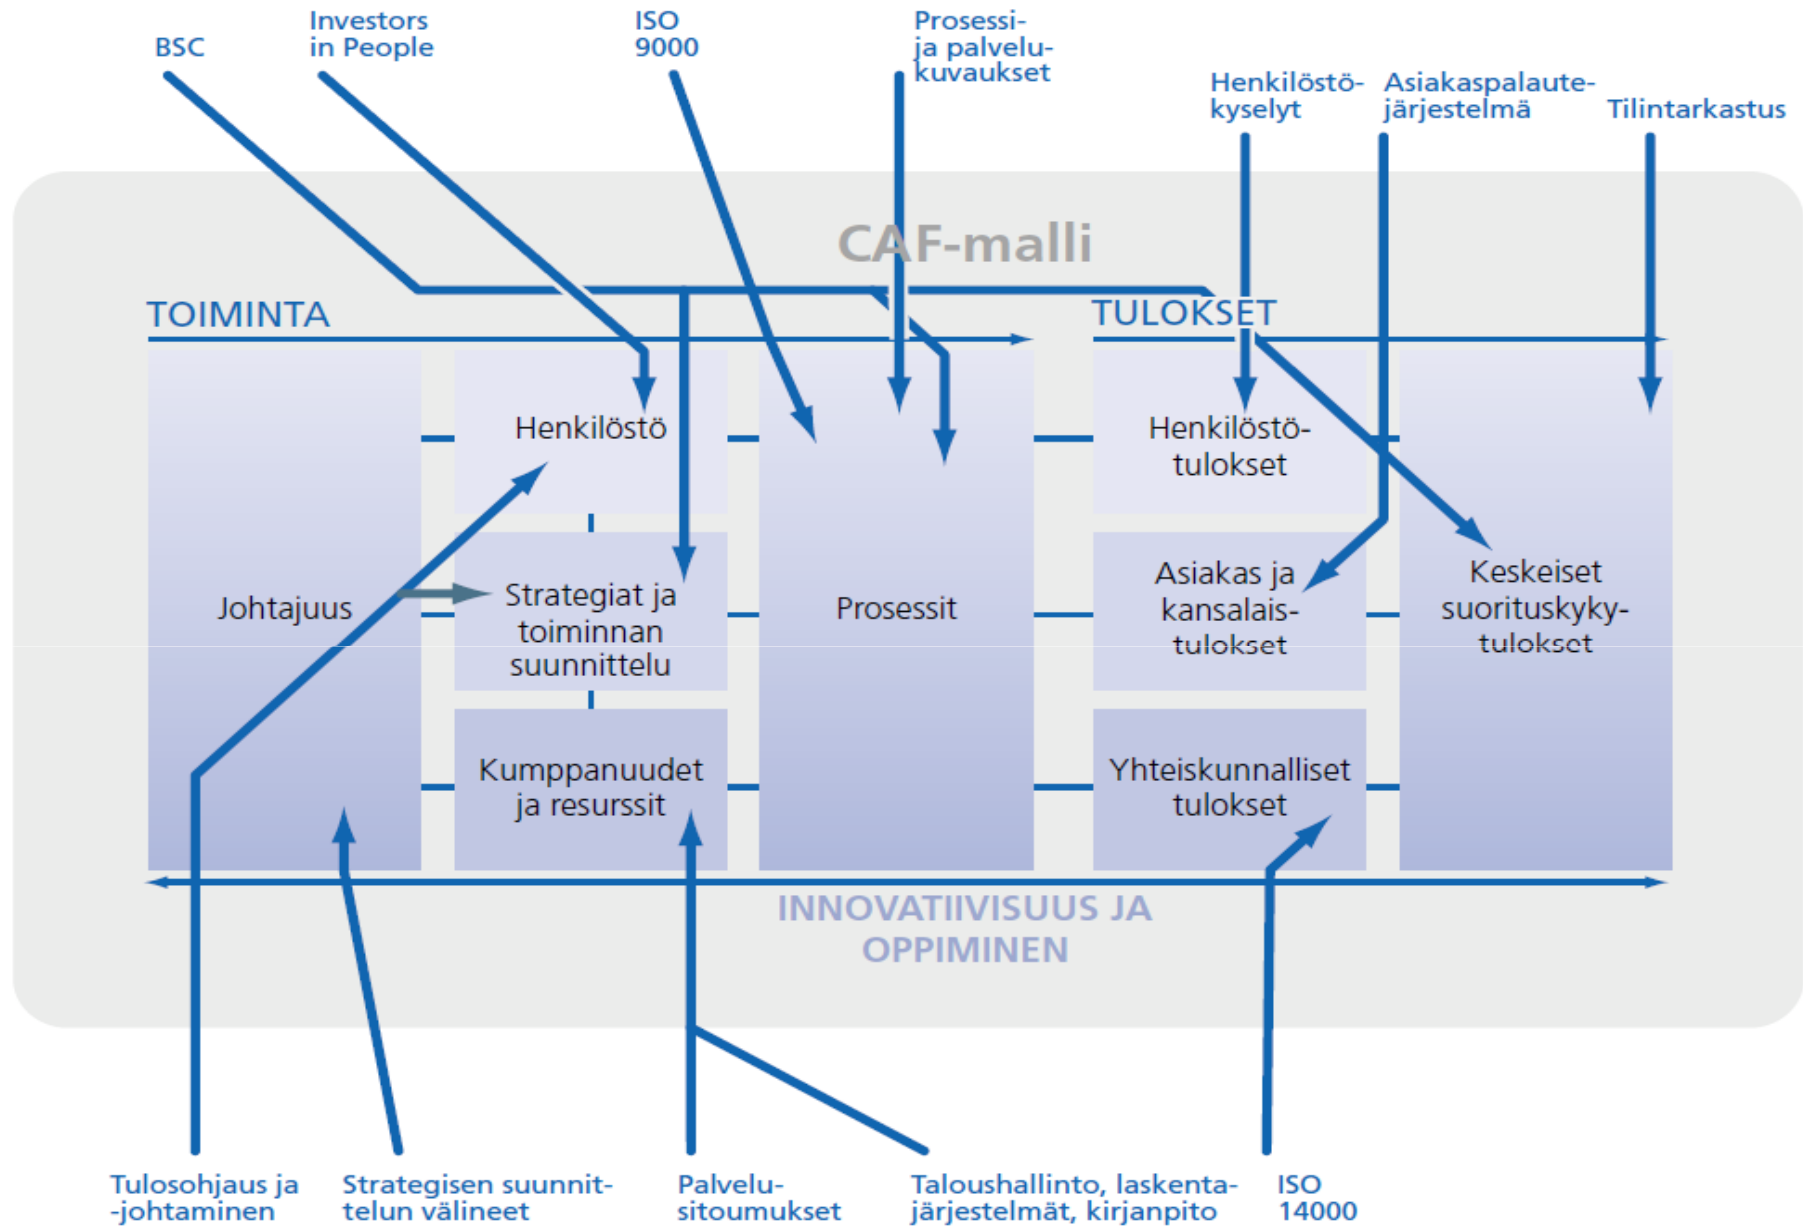 BSC
Investors
in People
ISO
9000
Prosessi-
ja palvelu-
kuvaukset
Henkilöstö-
kyselyt
Asiakaspalaute-
järjestelmä
Tilintarkastus
CAF-malli
TOIMINTA
TULOKSET
Johtajuus
Henkilöstö
Strategiat ja
toiminnan
suunnittelu
Kumppanuudet
ja resurssit
Prosessit
Henkilöstö-
tulokset
Asiakas ja
kansalais-
tulokset
Yhteiskunnalliset
tulokset
Keskeiset
suorituskyky-
tulokset
INNOVATIIVISUUS JA
OPPIMINEN
Tulosohjaus ja
-johtaminen
Strategisen suunnit-
telun välineet
Palvelu-
sitoumukset
Taloushallinto, laskenta-
järjestelmät, kirjanpito
ISO
14000